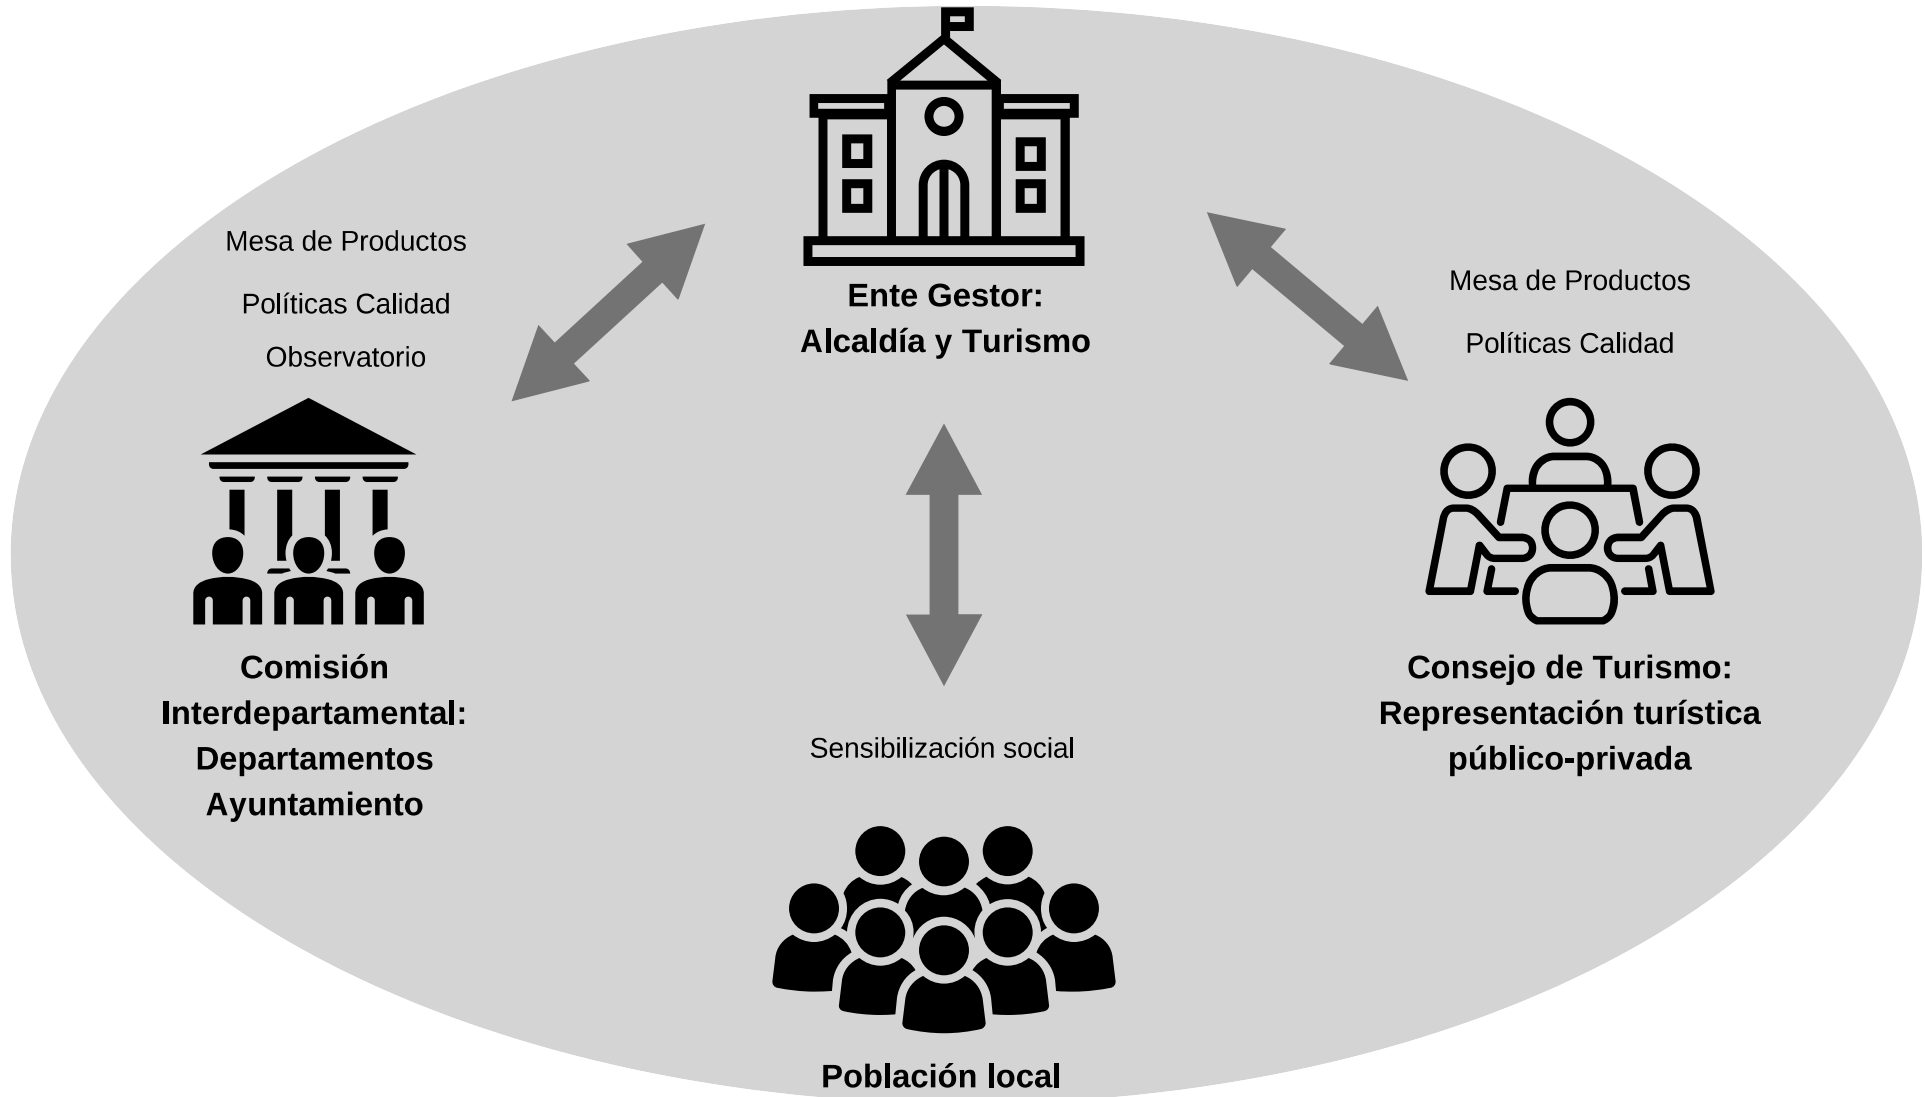 Mesa de Productos
Políticas Calidad
Observatorio
Comisión
Interdepartamental:
Departamentos
Ayuntamiento
Ente Gestor:
Alcaldía y Turismo
Sensibilización social
Población local
Mesa de Productos
Políticas Calidad
Consejo de Turismo:
Representación turística
público-privada